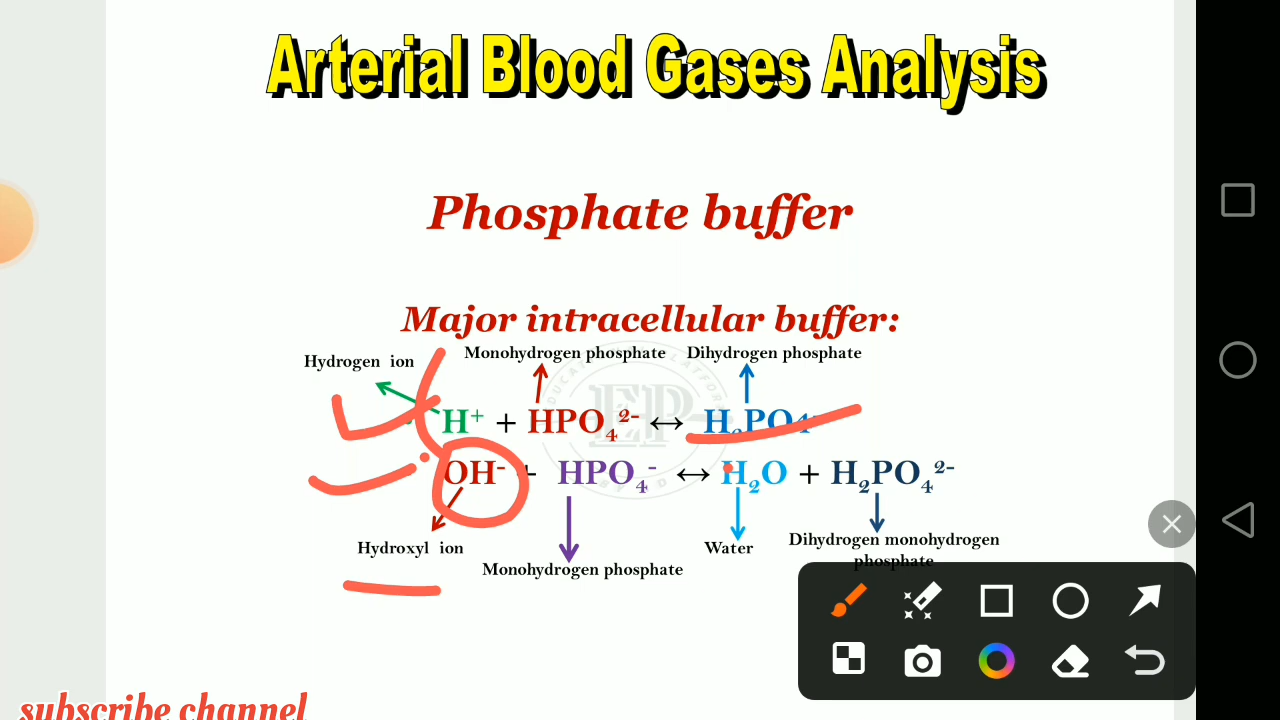 Arterial Blood Gases Analysis
Phosphate buffer
Major intracellular buffer:
Hydrogen ion
Monohydrogen phosphate
Dihydrogen phosphate
H⁺ + HPO₄²⁻ ↔ H₂PO4⁻
OH⁻ + HPO₄⁻ ↔ H₂O + H₂PO₄²⁻
Hydroxyl ion
Monohydrogen phosphate
Water
Dihydrogen monohydrogen
phosphate
EP
subscribe channel